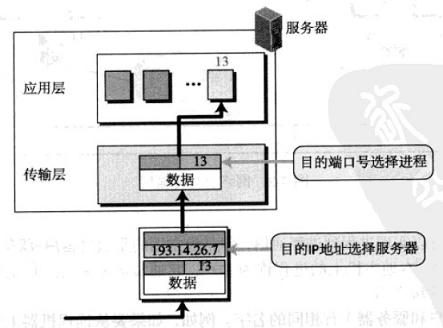 服务器
13
应用层
...
13
目的端口号选择进程
传输层
数据
193.14.26.7
目的IP地址选择服务器
13
数据